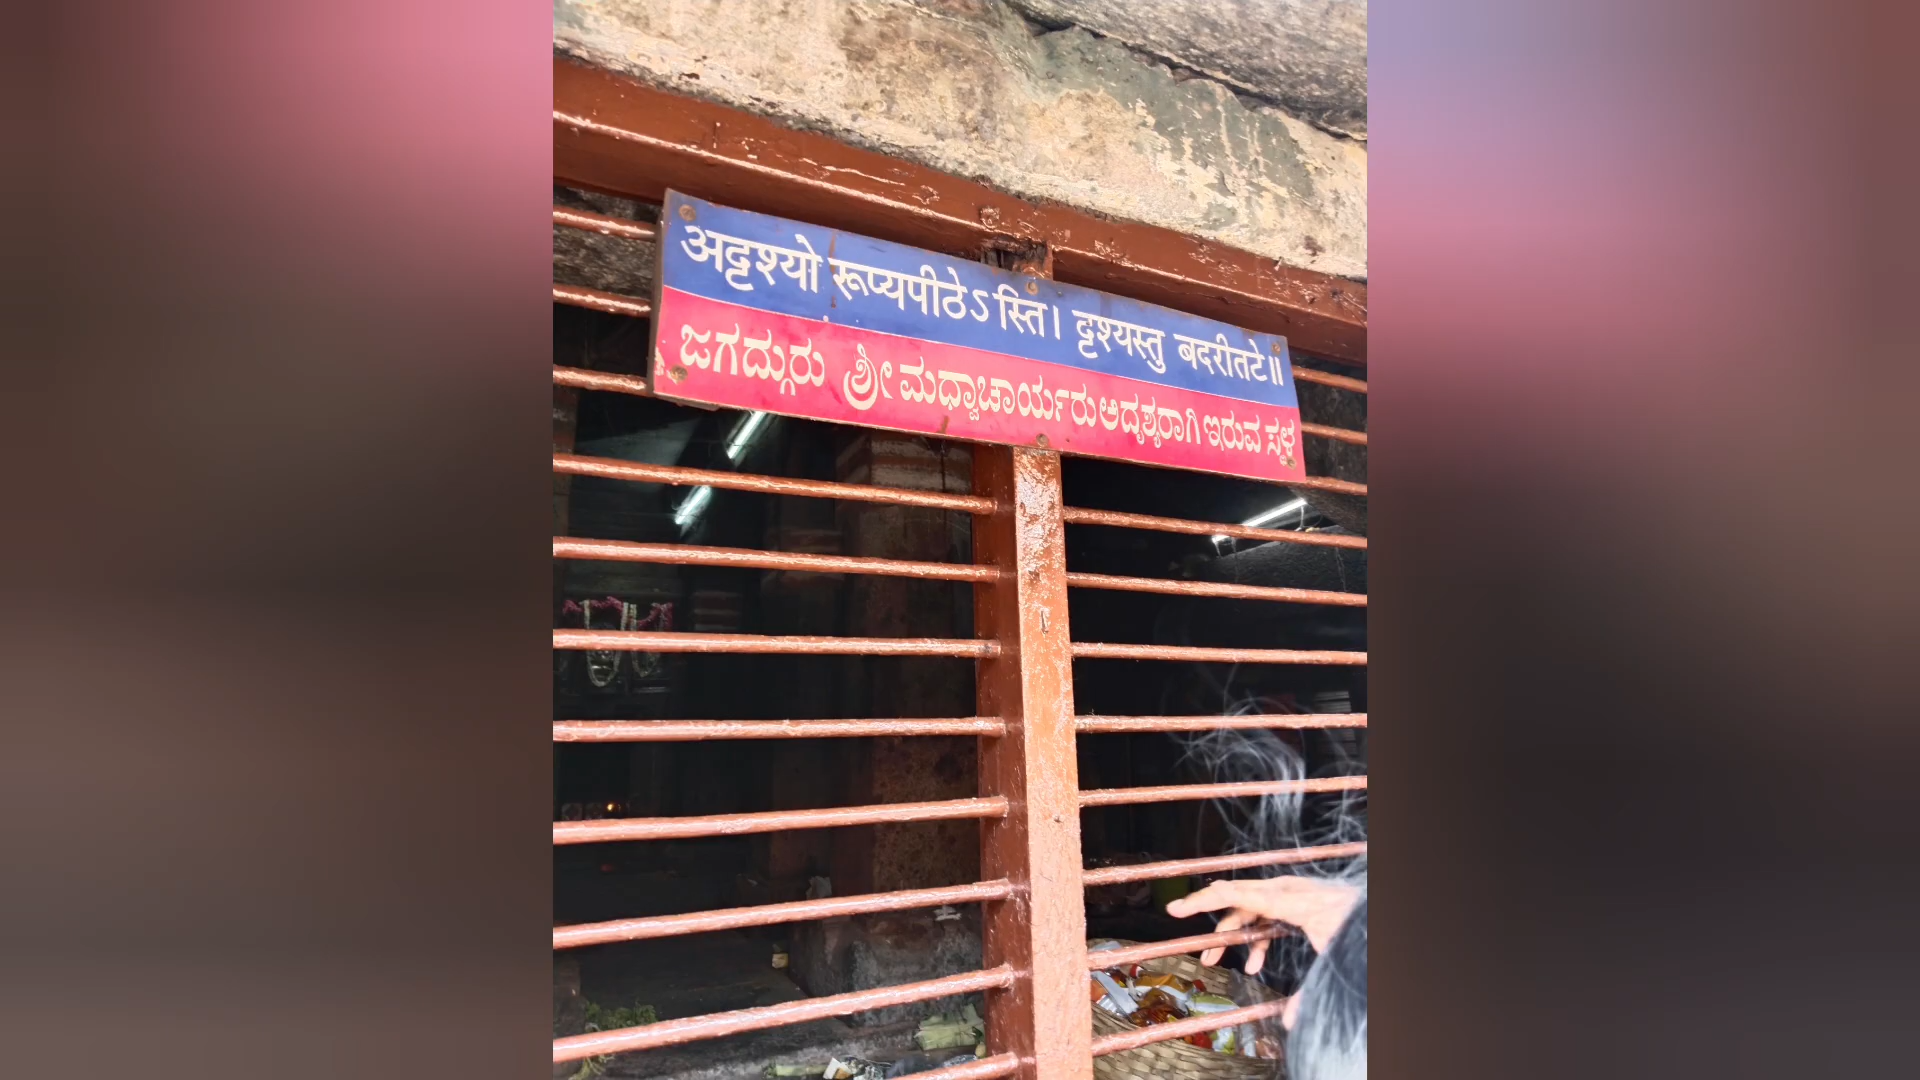 अदृश्यो रूप्यपीठेऽस्ति। दृश्यस्तु बदरीतटे॥
ಜಗದ್ಗುರು ಶ್ರೀ ಮಧ್ವಾಚಾರ್ಯರು ಅದೃಶ್ಯರಾಗಿ ಇರುವ ಸ್ಥಳ